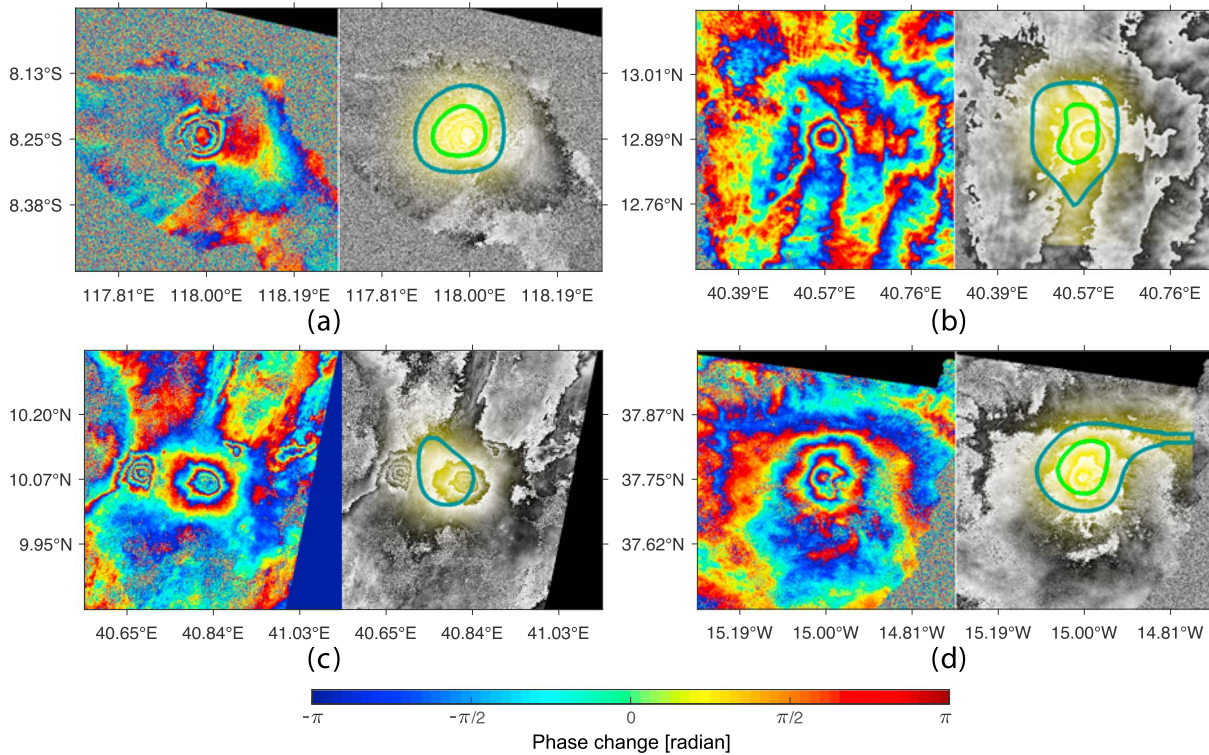 8.13°S
8.25°S
8.38°S
117.81°E 118.00°E 118.19°E 117.81°E 118.00°E 118.19°E
(a)
13.01°N
12.89°N
12.76°N
40.39°E 40.57°E 40.76°E 40.39°E 40.57°E 40.76°E
(b)
10.20°N
10.07°N
9.95°N
40.65°E 40.84°E 41.03°E 40.65°E 40.84°E 41.03°E
(c)
37.87°N
37.75°N
37.62°N
15.19°W 15.00°W 14.81°W 15.19°W 15.00°W 14.81°W
(d)
-π -π/2 0 π/2 π
Phase change [radian]